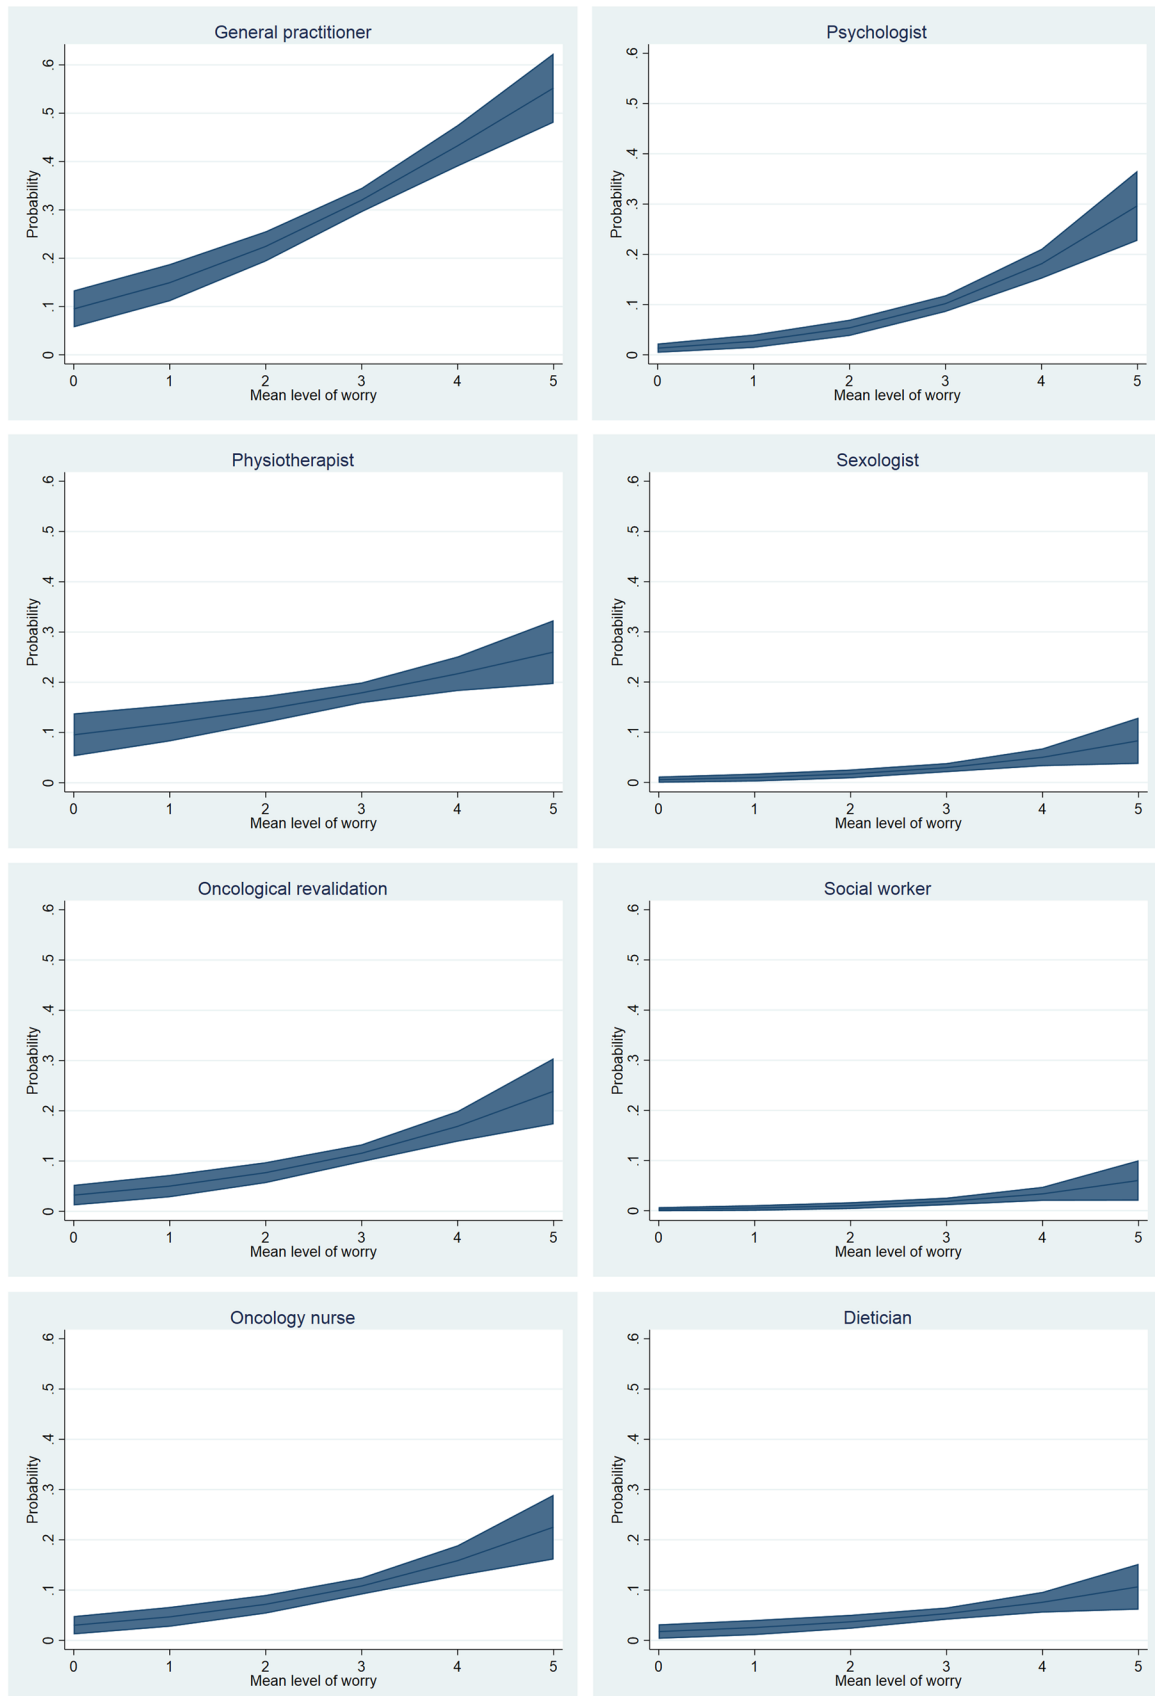 General practitioner
Probability
.6
.5
.4
.3
.2
.1
0
0 1 2 3 4 5
Mean level of worry
Psychologist
Probability
.6
.5
.4
.3
.2
.1
0
0 1 2 3 4 5
Mean level of worry
Physiotherapist
Probability
.6
.5
.4
.3
.2
.1
0
0 1 2 3 4 5
Mean level of worry
Sexologist
Probability
.6
.5
.4
.3
.2
.1
0
0 1 2 3 4 5
Mean level of worry
Oncological revalidation
Probability
.6
.5
.4
.3
.2
.1
0
0 1 2 3 4 5
Mean level of worry
Social worker
Probability
.6
.5
.4
.3
.2
.1
0
0 1 2 3 4 5
Mean level of worry
Oncology nurse
Probability
.6
.5
.4
.3
.2
.1
0
0 1 2 3 4 5
Mean level of worry
Dietician
Probability
.6
.5
.4
.3
.2
.1
0
0 1 2 3 4 5
Mean level of worry